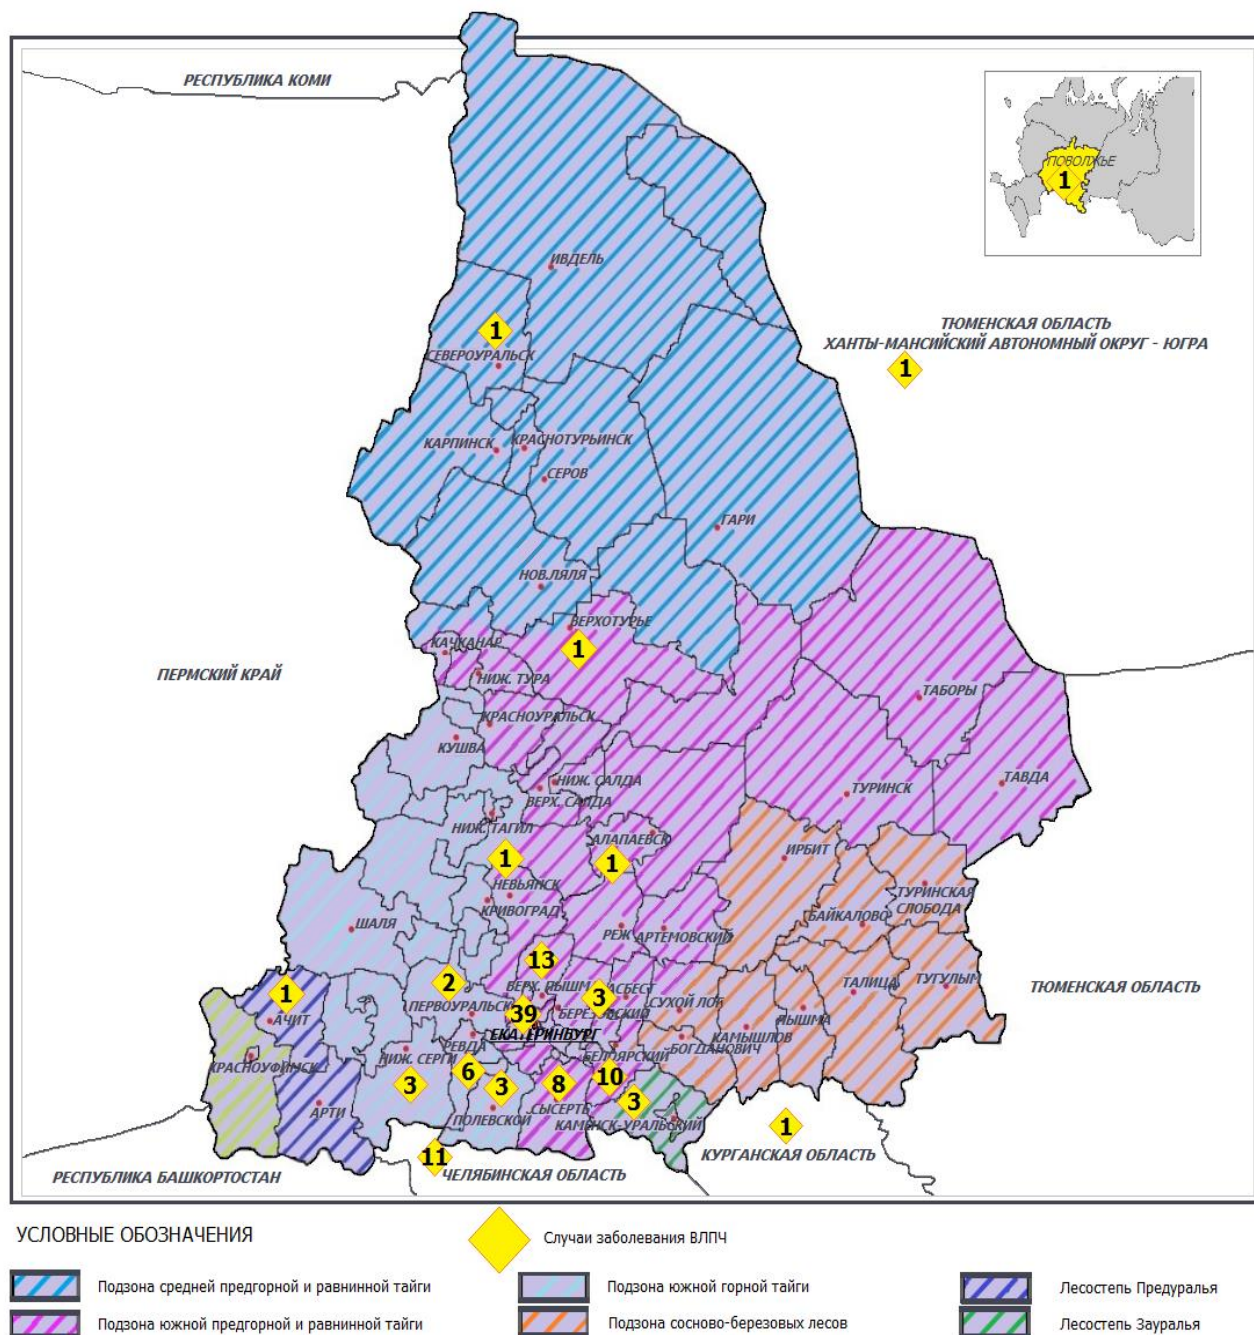 РЕСПУБЛИКА КОМИ
ПОВОЛЖЬЕ
1
ИВДЕЛЬ
1
СЕВЕРОУРАЛЬСК
ТЮМЕНСКАЯ ОБЛАСТЬ
ХАНТЫ-МАНСИЙСКИЙ АВТОНОМНЫЙ ОКРУГ - ЮГРА
1
КАРПИНСК
КРАСНОТУРЬИНСК
СЕРОВ
ГАРИ
НОВ.ЛЯЛЯ
ВЕРХОТУРЬЕ
1
КАЧКАНАР
НИЖ. ТУРА
ПЕРМСКИЙ КРАЙ
ТАБОРЫ
КРАСНОУРАЛЬСК
КУШВА
НИЖ. САЛДА
ВЕРХ. САЛДА
ТУРИНСК
ТАВДА
НИЖ. ТАГИЛ
АЛАПАЕВСК
1
1
ИРБИТ
НЕВЬЯНСК
КРИВОГРАД
ТУРИНСКАЯ
СЛОБОДА
БАЙКАЛОВО
ШАЛЯ
РЕЖ
АРТЕМОВСКИЙ
13
2
1
3
ВЕРХ. ПЫШМА
АСБЕСТ
СУХОЙ ЛОГ
ТАЛИЦА
ТУГУЛЫМ
ТЮМЕНСКАЯ ОБЛАСТЬ
ПЕРВОУРАЛЬСК
39
БЕРЕЗОВСКИЙ
ПЫШМА
АЧИТ
ЕКАТЕРИНБУРГ
КАМЫШЛОВ
РЕВДА
БОГДАНОВИЧ
КРАСНОУФИМСК
НИЖ. СЕРГИ
БЕЛОЯРСКИЙ
3
6
3
8
10
3
АРТИ
ПОЛЕВСКОЙ
СЫСЕРТЬ
КАМЕНСК-УРАЛЬСКИЙ
1
КУРГАНСКАЯ ОБЛАСТЬ
11
ЧЕЛЯБИНСКАЯ ОБЛАСТЬ
РЕСПУБЛИКА БАШКОРТОСТАН
УСЛОВНЫЕ ОБОЗНАЧЕНИЯ
Случаи заболевания ВЛПЧ
Подзона средней предгорной и равнинной тайги
Подзона южной горной тайги
Лесостепь Предуралья
Подзона южной предгорной и равнинной тайги
Подзона сосново-березовых лесов
Лесостепь Зауралья